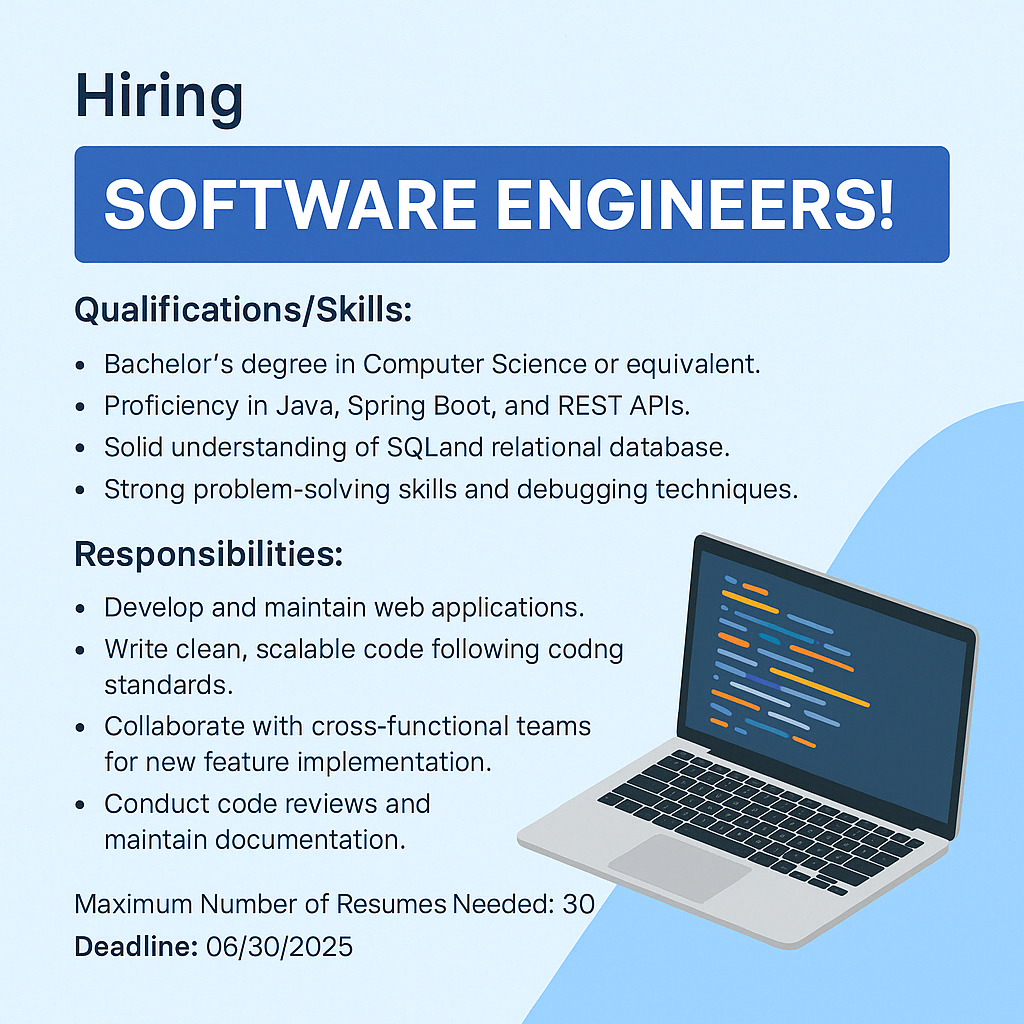 Hiring
SOFTWARE ENGINEERS!
Qualifications/Skills:
• Bachelor's degree in Computer Science or equivalent.
• Proficiency in Java, Spring Boot, and REST APIs.
• Solid understanding of SQLand relational database.
• Strong problem-solving skills and debugging techniques.
Responsibilities:
• Develop and maintain web applications.
• Write clean, scalable code following codng
standards.
• Collaborate with cross-functional teams
for new feature implementation.
• Conduct code reviews and
maintain documentation.
Maximum Number of Resumes Needed: 30
Deadline: 06/30/2025